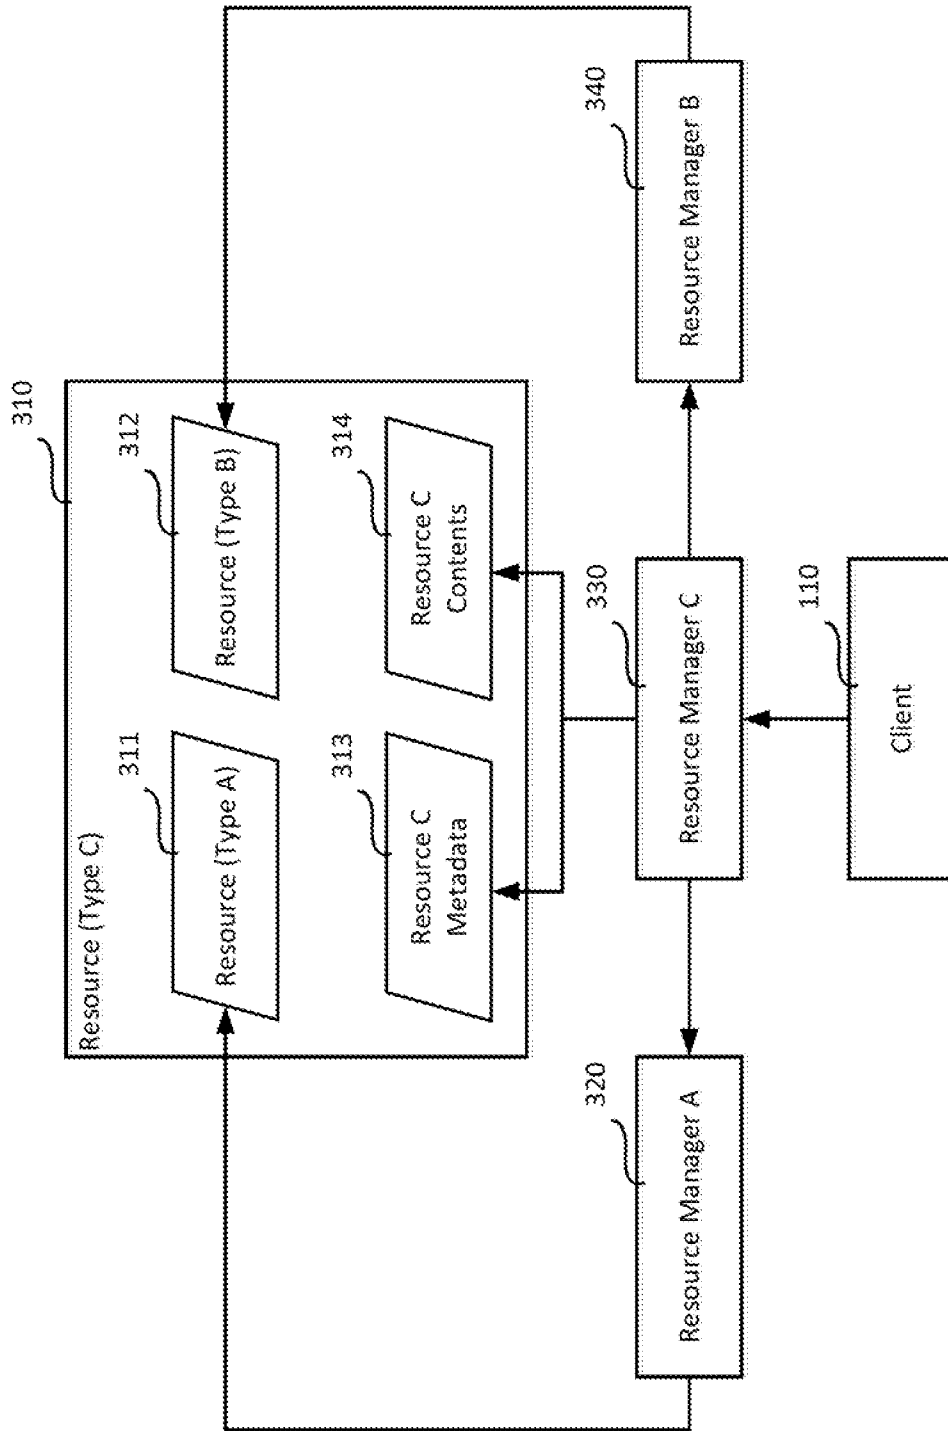 Resource (Type C)
310
Resource (Type A)
311
Resource (Type B)
312
Resource C
Metadata
313
Resource C
Contents
314
Resource Manager A
320
Resource Manager C
330
Resource Manager B
340
Client
110